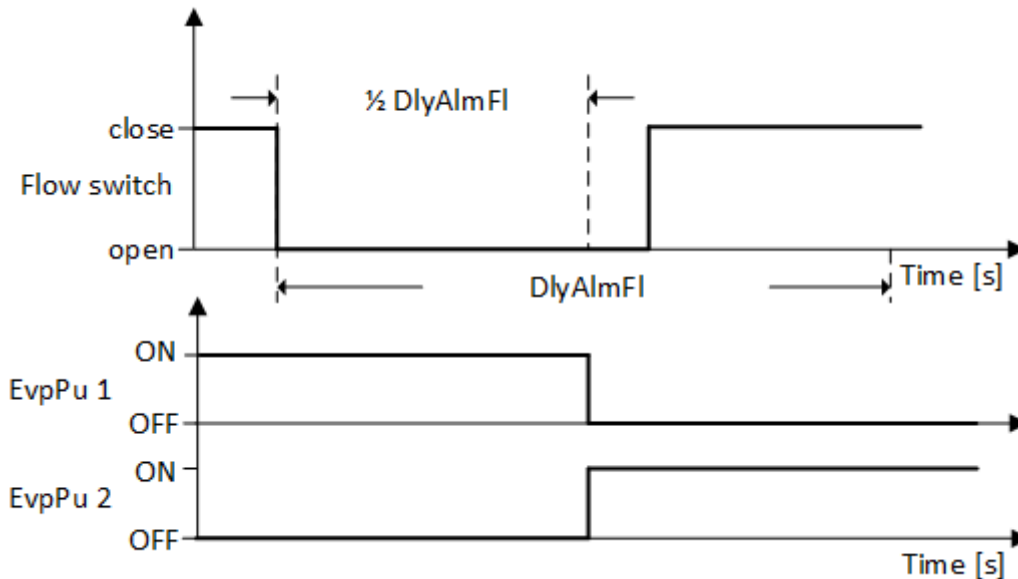 ½ DlyAlmFl
close
Flow switch
open
Time [s]
DlyAlmFl
ON
EvpPu 1
OFF
ON
EvpPu 2
OFF
Time [s]